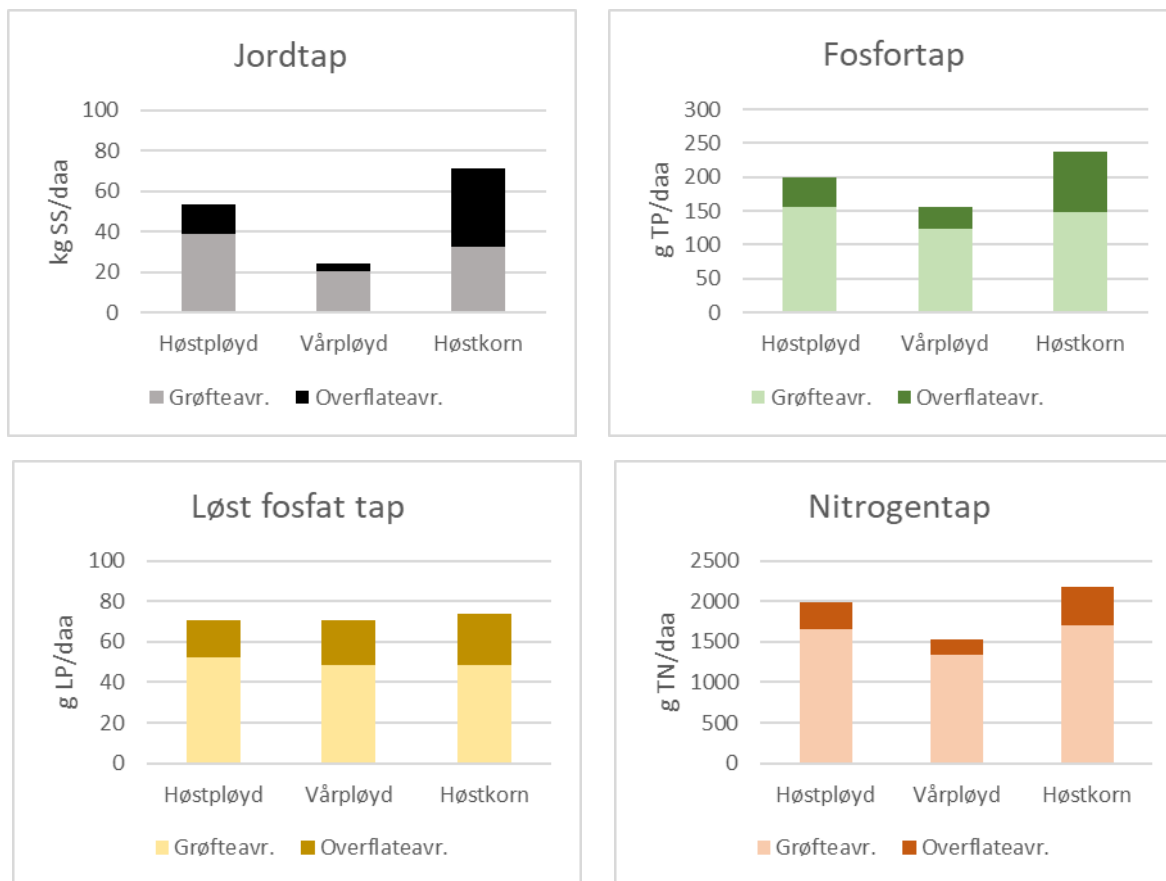 Jordtap
100
80
60
40
20
0
kg SS/daa
Høstpløyd Vårpløyd Høstkorn
Grøfteavr. Overflateavr.
Fosfortap
300
250
200
150
100
50
0
g TP/daa
Høstpløyd Vårpløyd Høstkorn
Grøfteavr. Overflateavr.
Løst fosfat tap
100
80
60
40
20
0
g LP/daa
Høstpløyd Vårpløyd Høstkorn
Grøfteavr. Overflateavr.
Nitrogentap
2500
2000
1500
1000
500
0
g TN/daa
Høstpløyd Vårpløyd Høstkorn
Grøfteavr. Overflateavr.